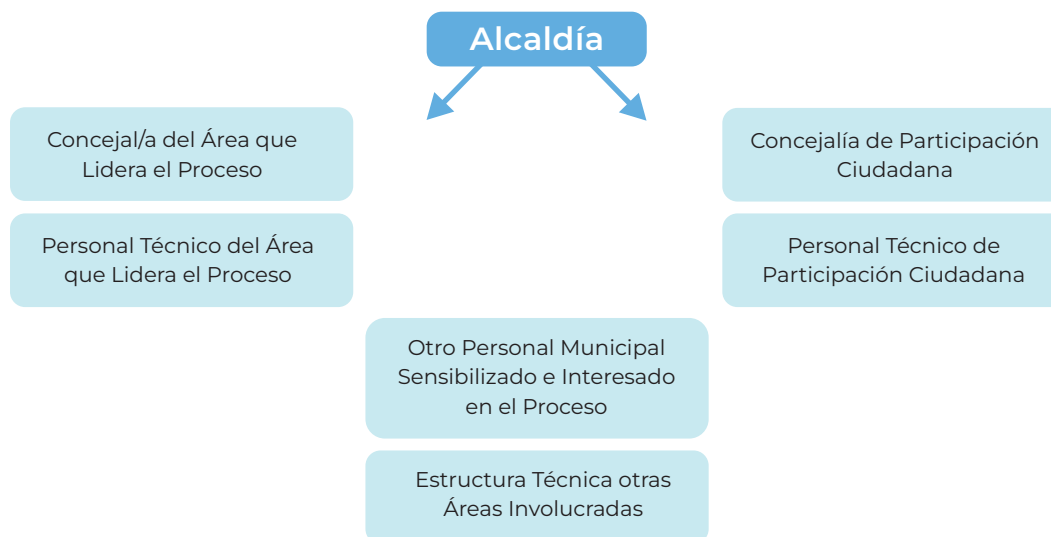 Alcaldía
Concejal/a del Área que
Lidera el Proceso
Concejalía de Participación
Ciudadana
Personal Técnico del Área
que Lidera el Proceso
Personal Técnico de
Participación Ciudadana
Otro Personal Municipal
Sensibilizado e Interesado
en el Proceso
Estructura Técnica otras
Áreas Involucradas